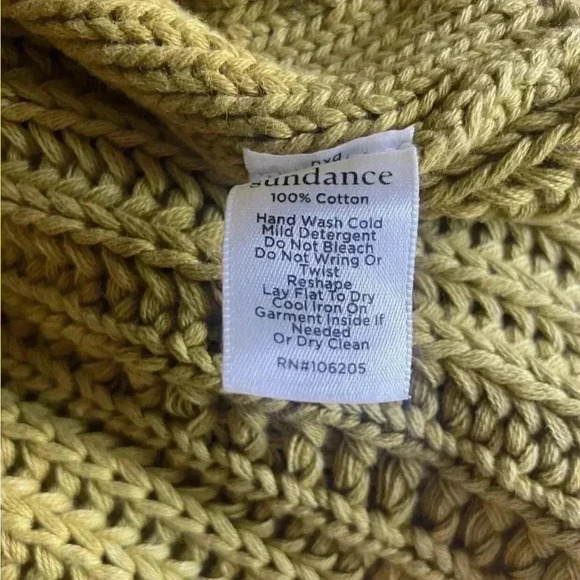 sundance
100% Cotton
Hand Wash Cold
Mild Detergent
Do Not Bleach
Do Not Wring Or
Twist
Reshape
Lay Flat To Dry
Cool Iron On
Garment Inside If
Needed
Or Dry Clean
RN#106205